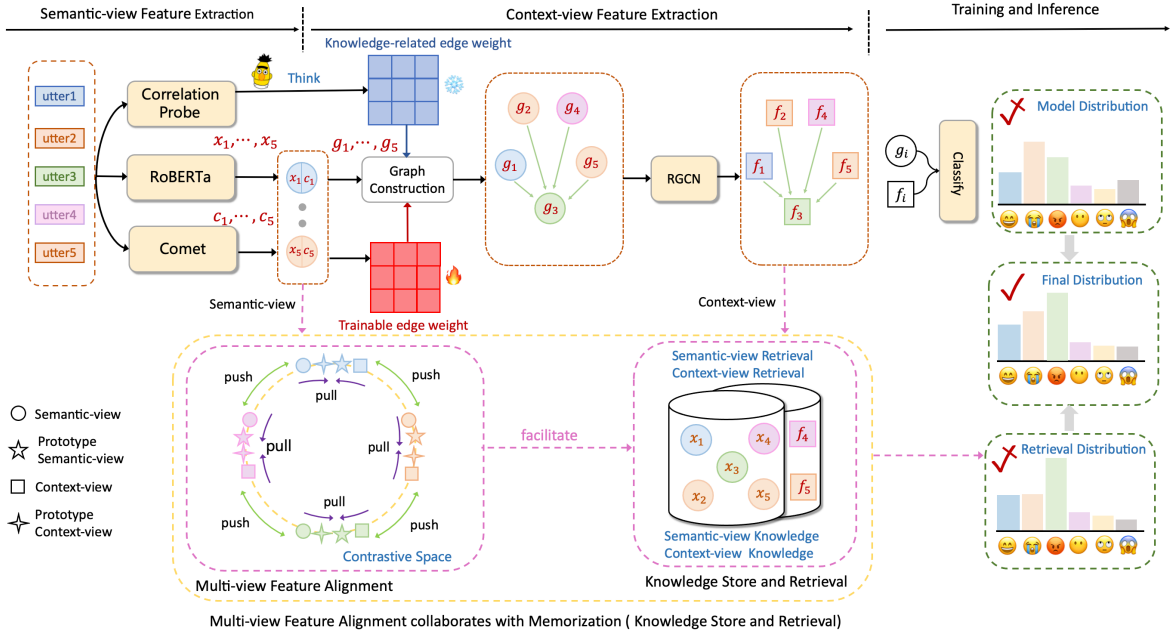 Semantic-view Feature Extraction
Context-view Feature Extraction
Training and Inference
Knowledge-related edge weight
Think
utter1
utter2
utter3
utter4
utter5
Correlation
Probe
RoBERTa
Comet
x₁,⋯,x₅
c₁,⋯,c₅
x₁c₁
x₅c₅
g₁,⋯,g₅
Graph
Construction
Trainable edge weight
g₂
g₄
g₁
g₅
g₃
RGCN
f₂
f₄
f₁
f₅
f₃
gᵢ
fᵢ
Classify
Model Distribution
Final Distribution
Retrieval Distribution
Semantic-view
Context-view
push
push
pull
pull
pull
pull
push
push
Contrastive Space
Multi-view Feature Alignment
facilitate
Semantic-view Retrieval
Context-view Retrieval
x₁
x₄
f₄
x₃
x₂
x₅
f₅
Semantic-view Knowledge
Context-view Knowledge
Knowledge Store and Retrieval
Semantic-view
Prototype
Semantic-view
Context-view
Prototype
Context-view
Multi-view Feature Alignment collaborates with Memorization ( Knowledge Store and Retrieval)